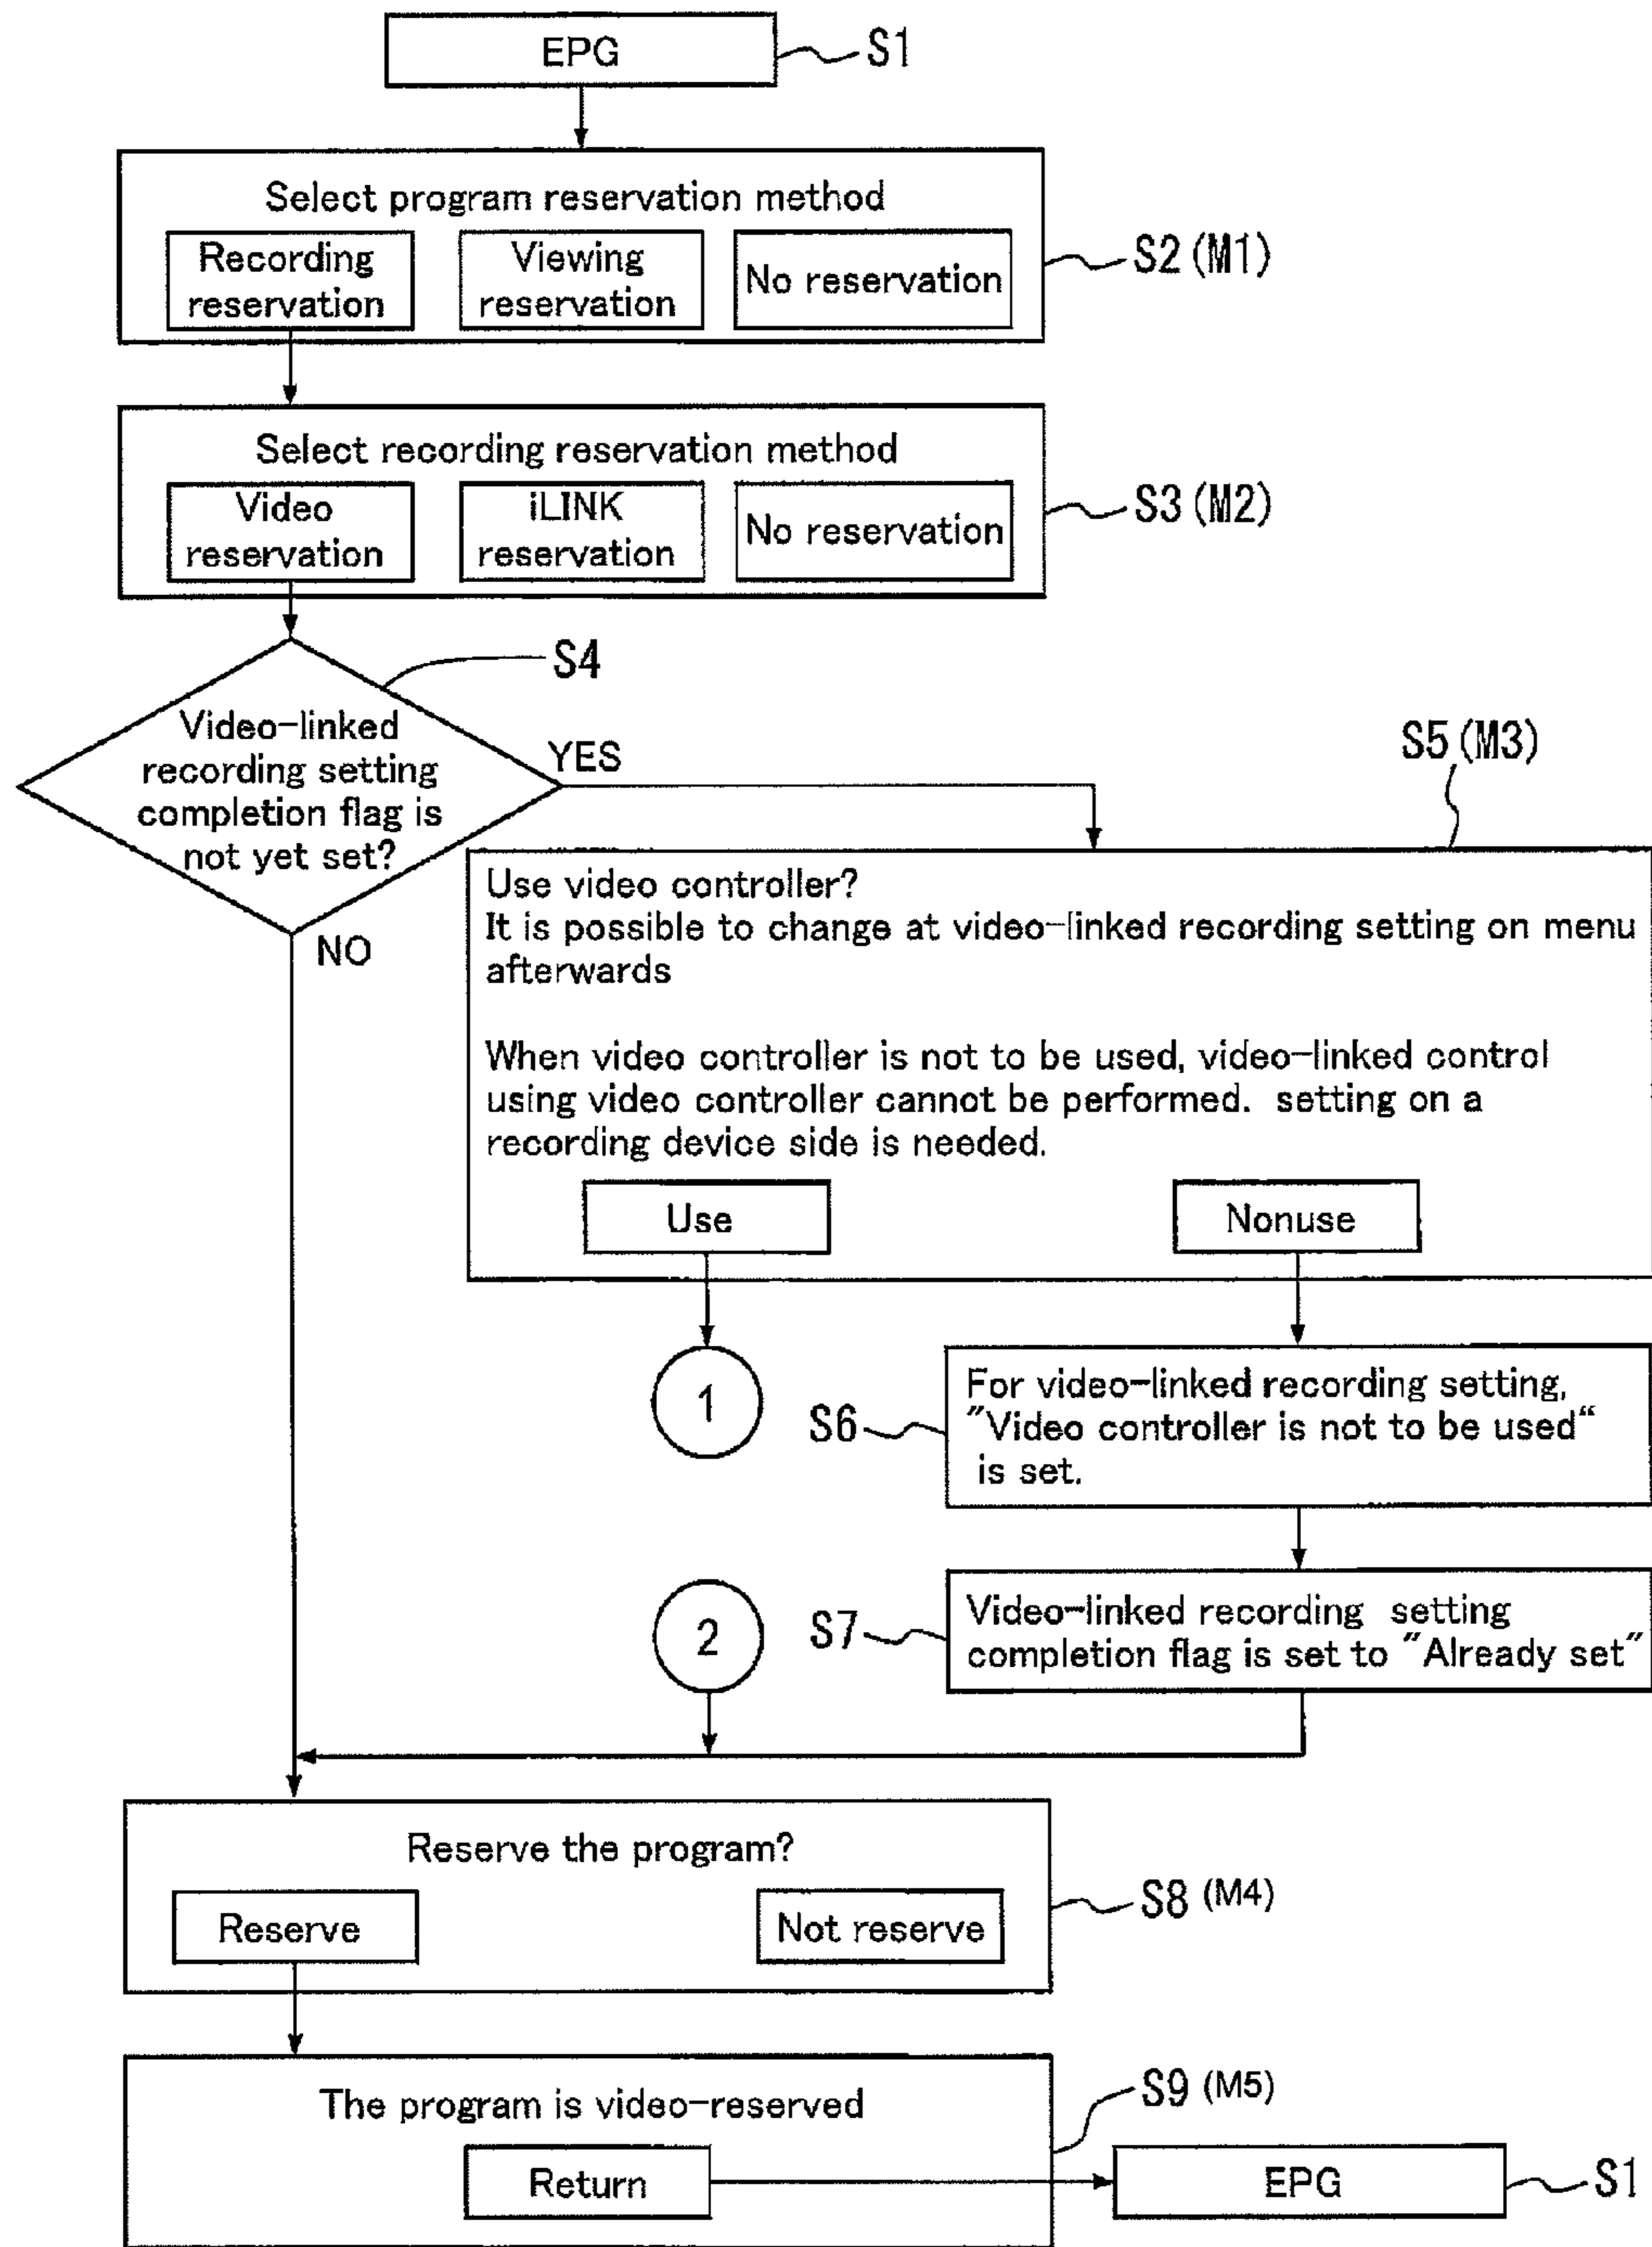 EPG
S1
Select program reservation method
Recording
reservation
Viewing
reservation
No reservation
S2 (M1)
Select recording reservation method
Video
reservation
iLINK
reservation
No reservation
S3 (M2)
S4
Video-linked
recording setting
completion flag is
not yet set?
YES
NO
S5 (M3)
Use video controller?
It is possible to change at video-linked recording setting on menu
afterwards
When video controller is not to be used, video-linked control
using video controller cannot be performed. setting on a
recording device side is needed.
Use
Nonuse
1
S6
For video-linked recording setting,
"Video controller is not to be used"
is set.
2
S7
Video-linked recording setting
completion flag is set to "Already set"
Reserve the program?
Reserve
Not reserve
S8 (M4)
The program is video-reserved
Return
S9 (M5)
EPG
S1